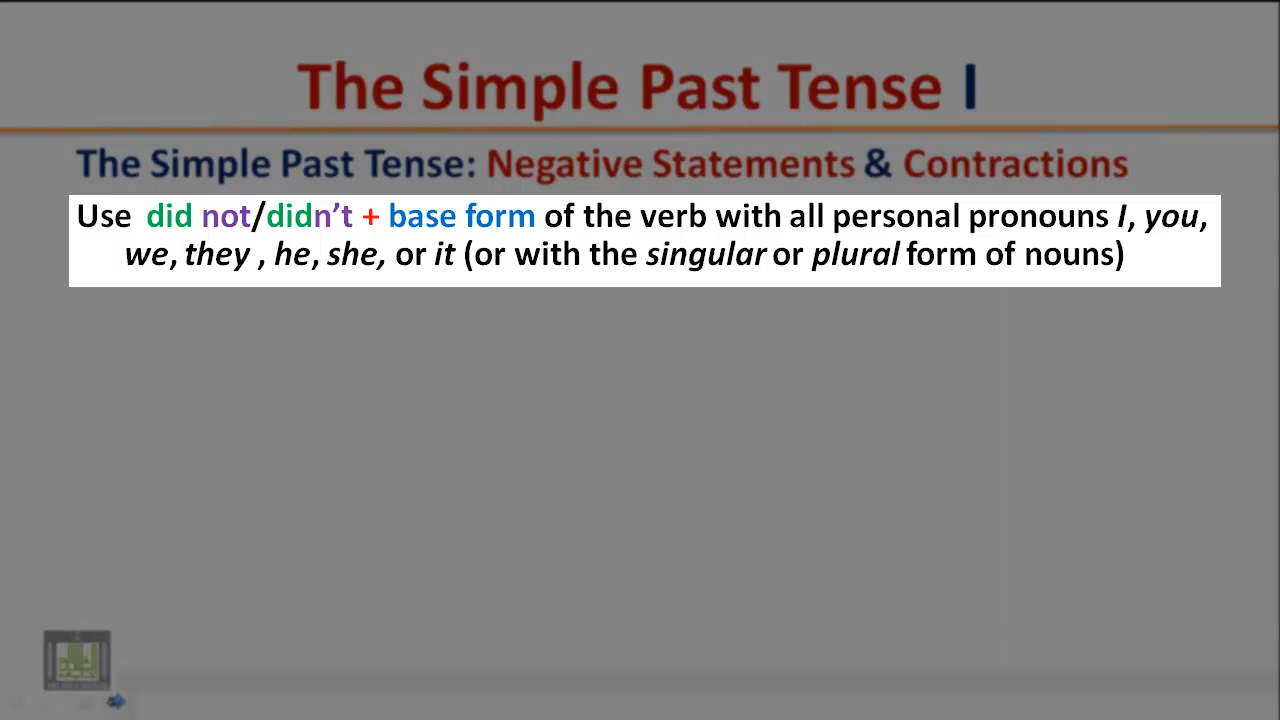 The Simple Past Tense I
The Simple Past Tense: Negative Statements & Contractions
Use did not/didn’t + base form of the verb with all personal pronouns I, you,
we, they , he, she, or it (or with the singular or plural form of nouns)